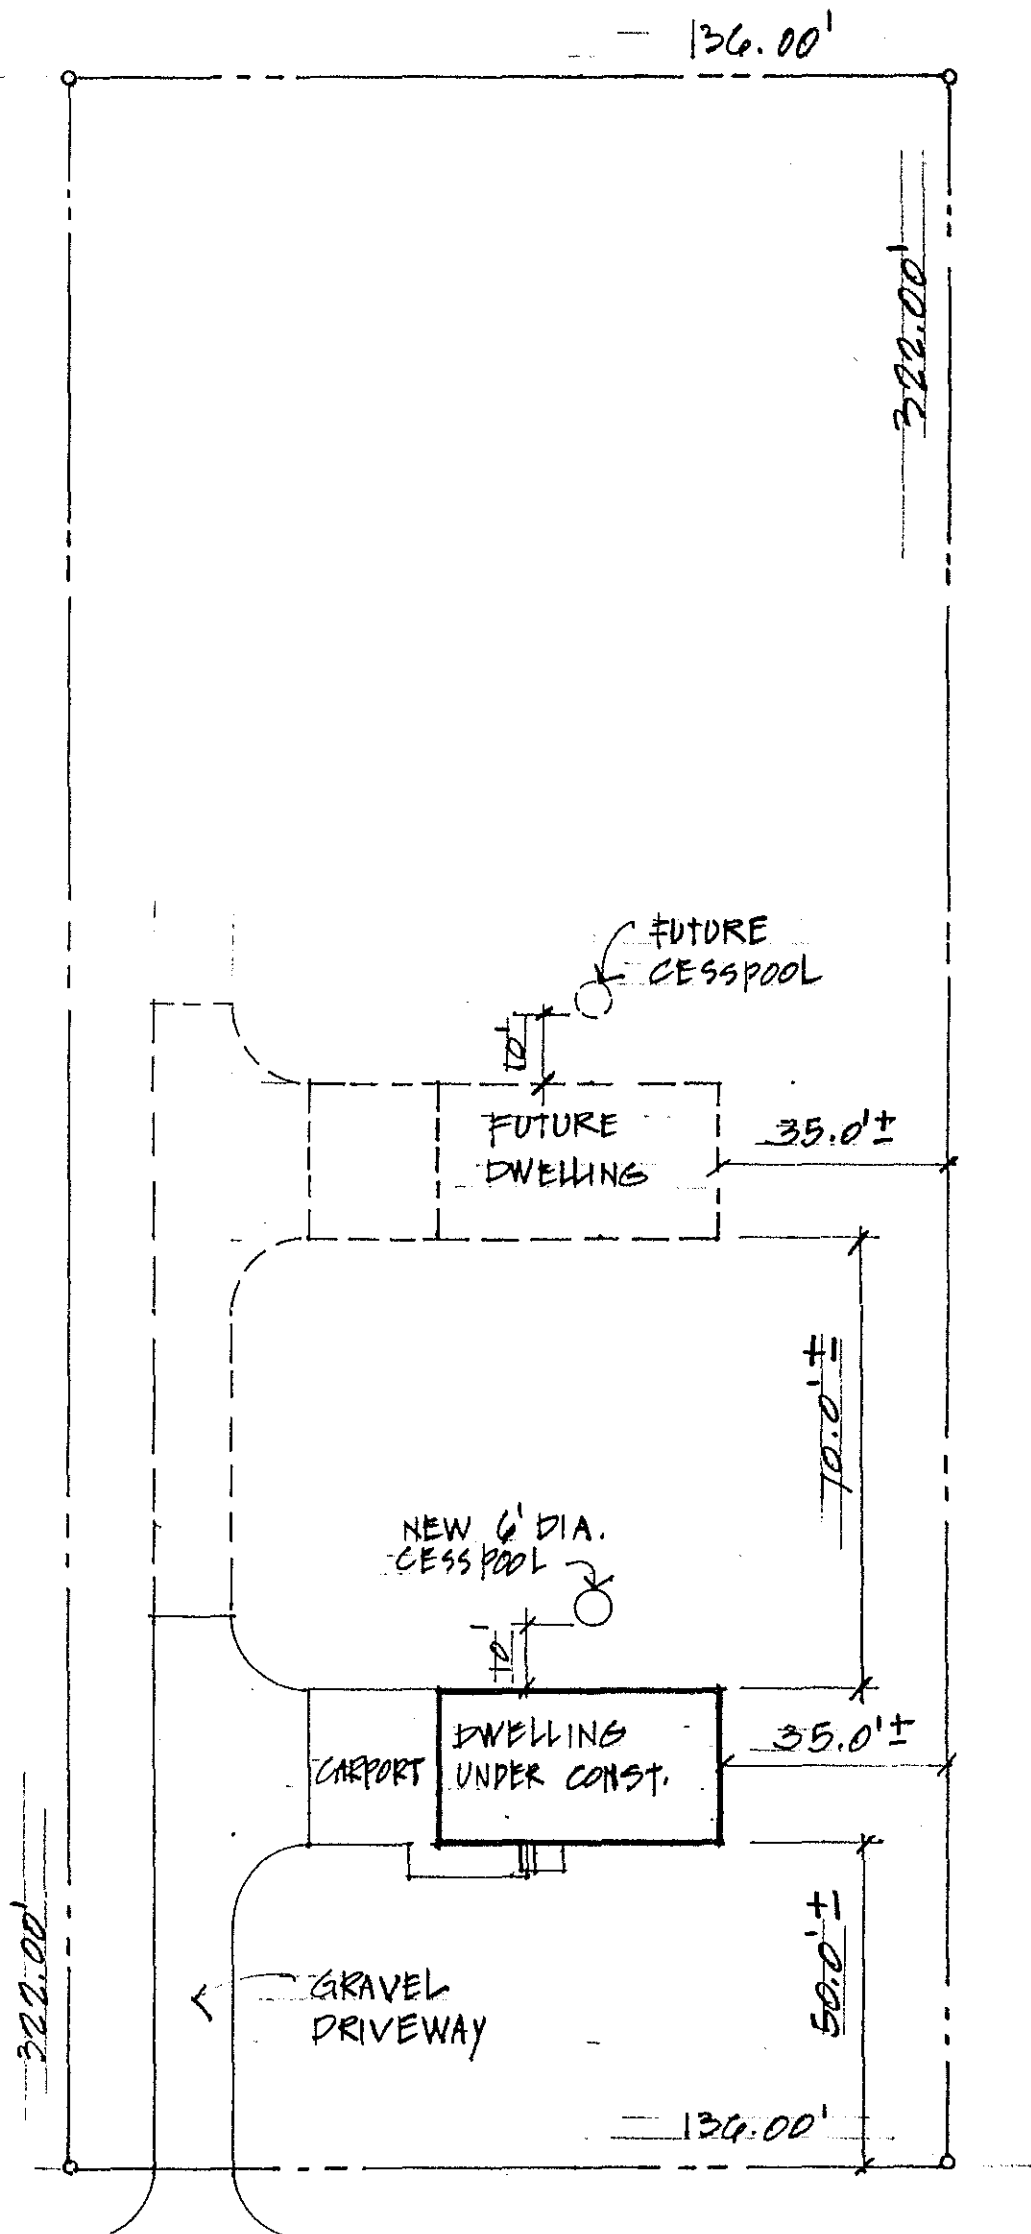 136.00'
322.00'
FUTURE
CESSPOOL
10'
FUTURE
DWELLING
35.0'±
70.0'±
NEW 6' DIA.
CESSPOOL
10'
CARPORT
DWELLING
UNDER CONST.
35.0'±
322.00'
GRAVEL
DRIVEWAY
50.0'±
136.00'